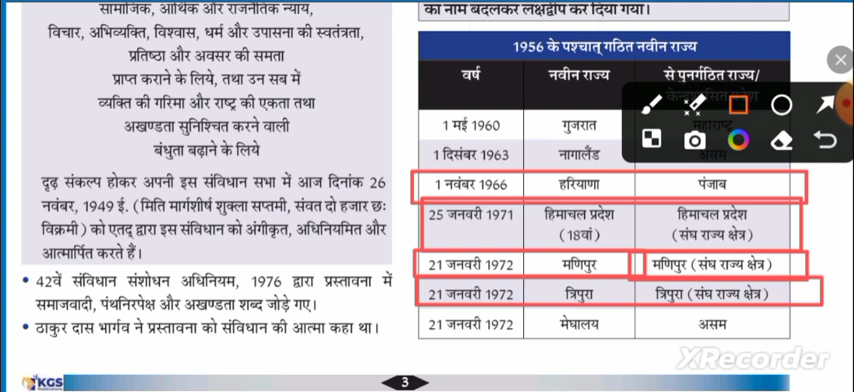 सामाजिक, आर्थिक और राजनैतिक न्याय,
विचार, अभिव्यक्ति, विश्वास, धर्म और उपासना की स्वतंत्रता,
प्रतिष्ठा और अवसर की समता
प्राप्त कराने के लिये, तथा उन सब में
व्यक्ति की गरिमा और राष्ट्र की एकता तथा
अखण्डता सुनिश्चित करने वाली
बंधुता बढ़ाने के लिये
दृढ़ संकल्प होकर अपनी इस संविधान सभा में आज दिनांक 26
नवंबर, 1949 ई. (मिति मार्गशीर्ष शुक्ला सप्तमी, संवत दो हजार छः
विक्रमी) को एतद् द्वारा इस संविधान को अंगीकृत, अधिनियमित और
आत्मार्पित करते हैं।
• 42वें संविधान संशोधन अधिनियम, 1976 द्वारा प्रस्तावना में
समाजवादी, पंथनिरपेक्ष और अखण्डता शब्द जोड़े गए।
• ठाकुर दास भार्गव ने प्रस्तावना को संविधान की आत्मा कहा था।
का नाम बदलकर लक्षद्वीप कर दिया गया।
1956 के पश्चात् गठित नवीन राज्य
वर्ष नवीन राज्य से पुनर्गठित राज्य/
1 मई 1960 गुजरात महाराष्ट्र
1 दिसंबर 1963 नागालैंड असम
1 नवंबर 1966 हरियाणा पंजाब
25 जनवरी 1971 हिमाचल प्रदेश हिमाचल प्रदेश
(18वां) (संघ राज्य क्षेत्र)
21 जनवरी 1972 मणिपुर मणिपुर (संघ राज्य क्षेत्र)
21 जनवरी 1972 त्रिपुरा त्रिपुरा (संघ राज्य क्षेत्र)
21 जनवरी 1972 मेघालय असम
XRecorder
KGS
3